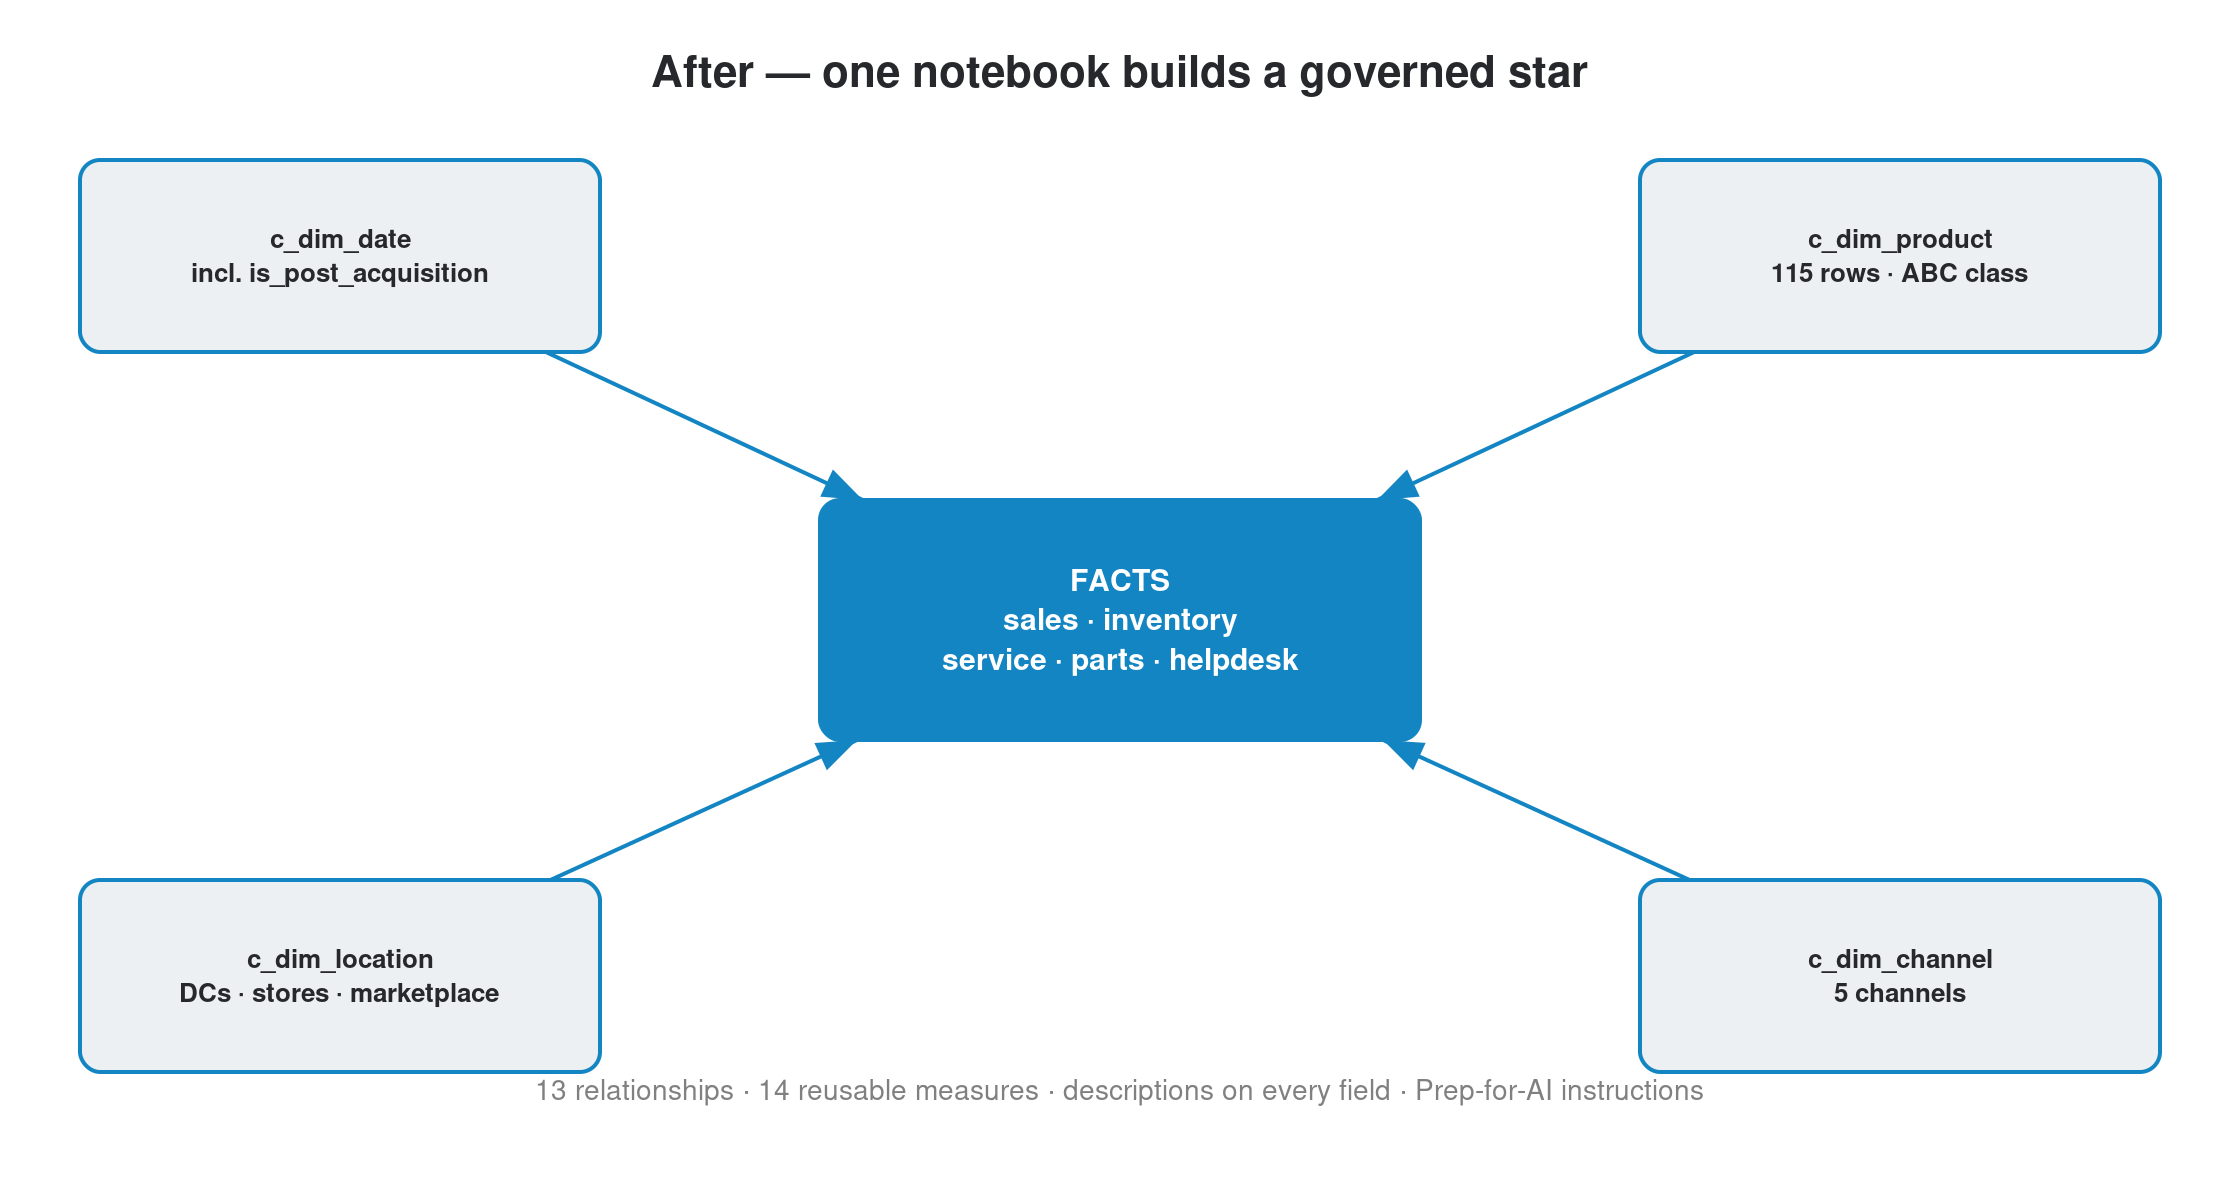 After — one notebook builds a governed star
c_dim_date
incl. is_post_acquisition
c_dim_product
115 rows · ABC class
FACTS
sales · inventory
service · parts · helpdesk
c_dim_location
DCs · stores · marketplace
c_dim_channel
5 channels
13 relationships · 14 reusable measures · descriptions on every field · Prep-for-AI instructions